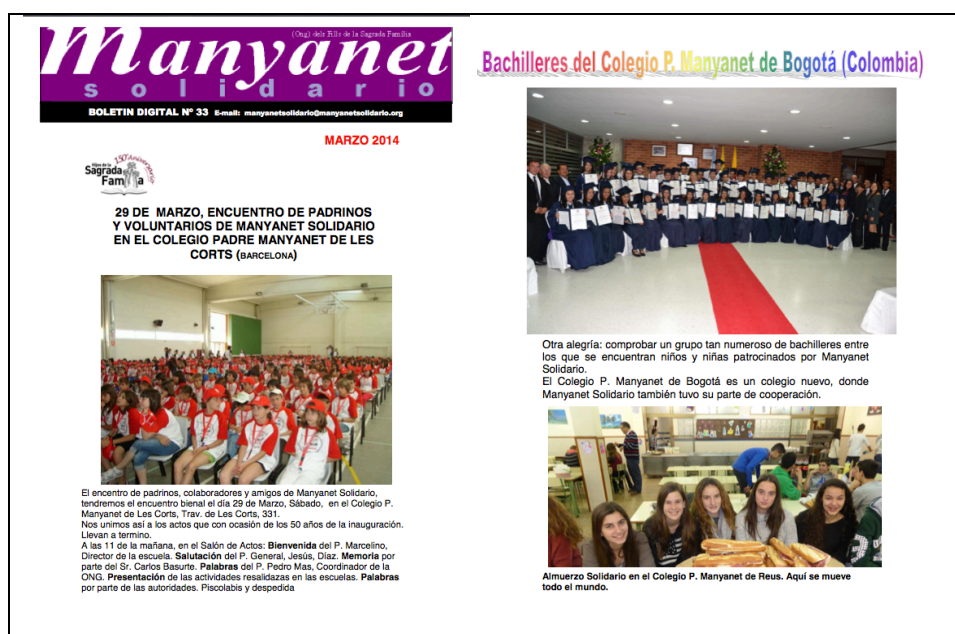 (Ong) dels Fills de la Sagrada Família
Manyanet
solidario
BOLETIN DIGITAL Nº 33 E-mail: manyanetsolidario@manyanetsolidario.org
MARZO 2014
150 Aniversario
Hijos de la
Sagrada
Familia
29 DE MARZO, ENCUENTRO DE PADRINOS
Y VOLUNTARIOS DE MANYANET SOLIDARIO
EN EL COLEGIO PADRE MANYANET DE LES
CORTS (BARCELONA)
El encentro de padrinos, colaboradores y amigos de Manyanet Solidario,
tendremos el encuentro bienal el día 29 de Marzo, Sábado, en el Colegio P.
Manyanet de Les Corts, Trav. de Les Corts, 331.
Nos unimos así a los actos que con ocasión de los 50 años de la inauguración.
Llevan a termino.
A las 11 de la mañana, en el Salón de Actos: Bienvenida del P. Marcelino,
Director de la escuela. Salutación del P. General, Jesús, Díaz. Memoria por
parte del Sr. Carlos Basurte. Palabras del P. Pedro Mas, Coordinador de la
ONG. Presentación de las actividades resalizadas en las escuelas. Palabras
por parte de las autoridades. Piscolabis y despedida
Bachilleres del Colegio P. Manyanet de Bogotá (Colombia)
Otra alegría: comprobar un grupo tan numeroso de bachilleres entre
los que se encuentran niños y niñas patrocinados por Manyanet
Solidario.
El Colegio P. Manyanet de Bogotá es un colegio nuevo, donde
Manyanet Solidario también tuvo su parte de cooperación.
Almuerzo Solidario en el Colegio P. Manyanet de Reus. Aquí se mueve
todo el mundo.